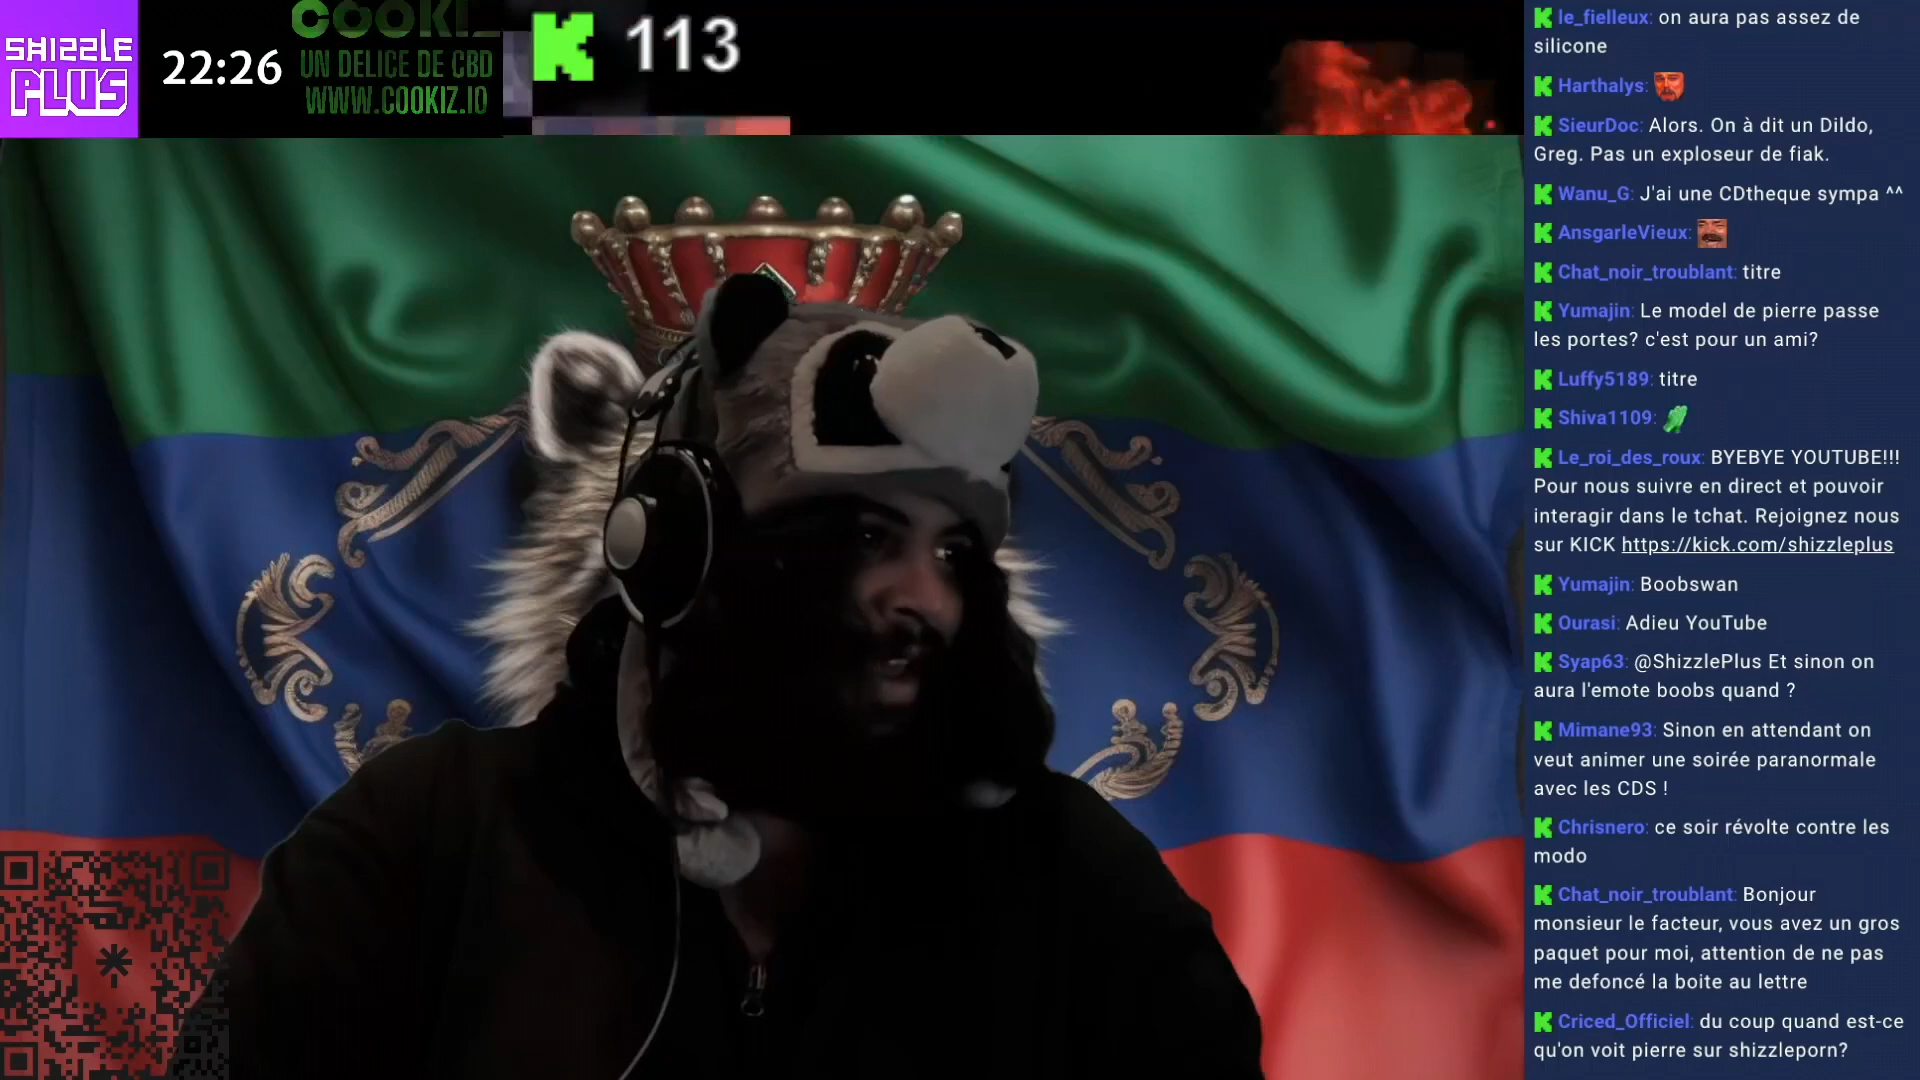 SHIZZLE
PLUS
22:26
COOKIZ
UN DELICE DE CBD
WWW.COOKIZ.IO
113
le_fielleux: on aura pas assez de
silicone
Harthalys:
SieurDoc: Alors. On à dit un Dildo,
Greg. Pas un exploseur de fiak.
Wanu_G: J'ai une CDtheque sympa ^^
AnsgarleVieux:
Chat_noir_troublant: titre
Yumajin: Le model de pierre passe
les portes? c'est pour un ami?
Luffy5189: titre
Shiva1109:
Le_roi_des_roux: BYEBYE YOUTUBE!!!
Pour nous suivre en direct et pouvoir
interagir dans le tchat. Rejoignez nous
sur KICK https://kick.com/shizzleplus
Yumajin: Boobswan
Ourasi: Adieu YouTube
Syap63: @ShizzlePlus Et sinon on
aura l'emote boobs quand ?
Mimane93: Sinon en attendant on
veut animer une soirée paranormale
avec les CDS !
Chrisnero: ce soir révolte contre les
modo
Chat_noir_troublant: Bonjour
monsieur le facteur, vous avez un gros
paquet pour moi, attention de ne pas
me defoncé la boite au lettre
Criced_Officiel: du coup quand est-ce
qu'on voit pierre sur shizzleporn?